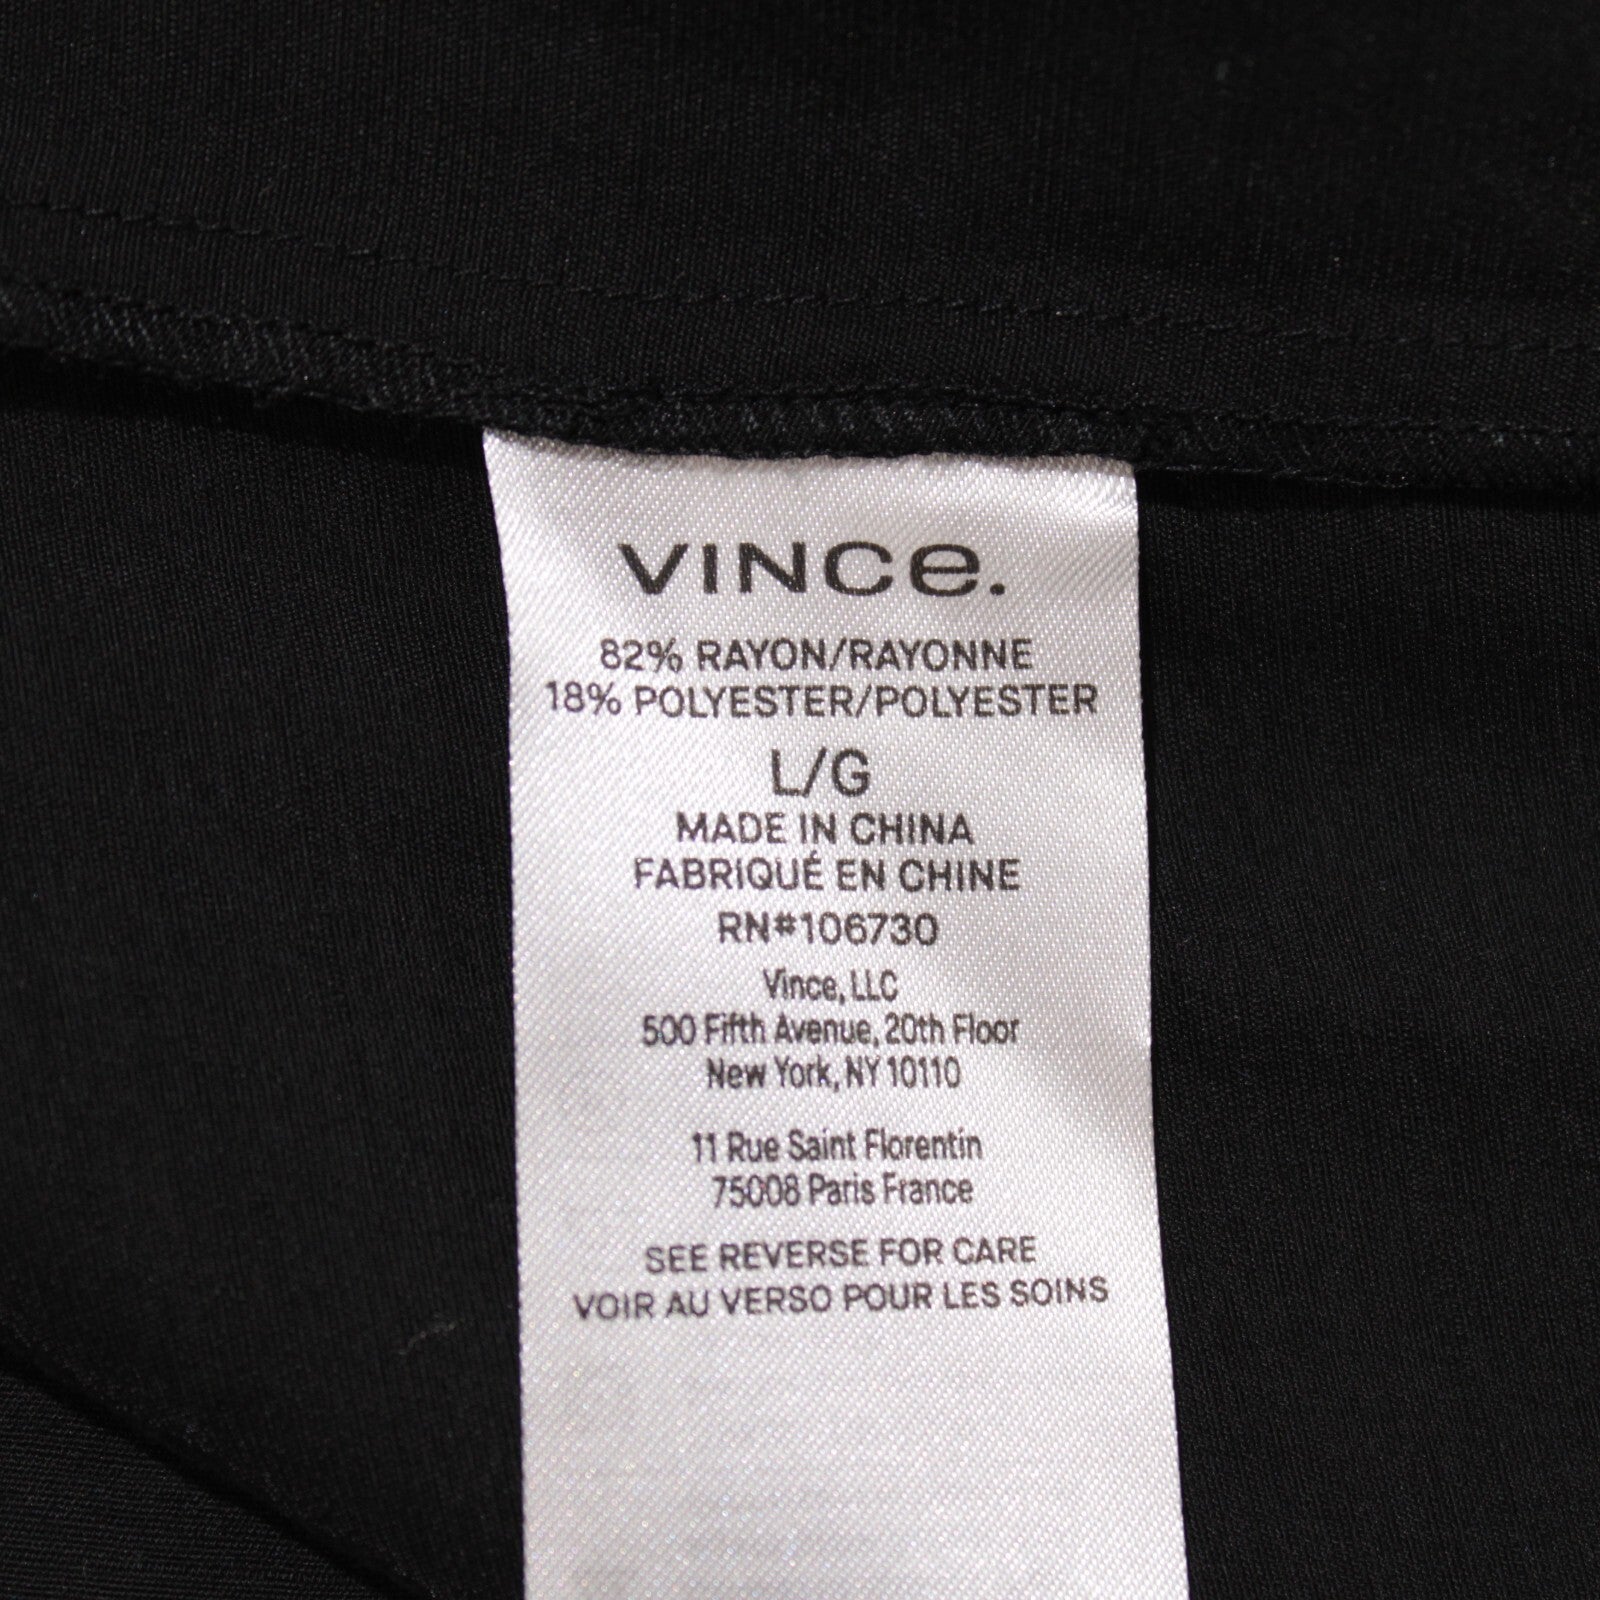 VINCe.
82% RAYON/RAYONNE
18% POLYESTER/POLYESTER
L/G
MADE IN CHINA
FABRIQUÉ EN CHINE
RN#106730
Vince, LLC
500 Fifth Avenue, 20th Floor
New York, NY 10110
11 Rue Saint Florentin
75008 Paris France
SEE REVERSE FOR CARE
VOIR AU VERSO POUR LES SOINS